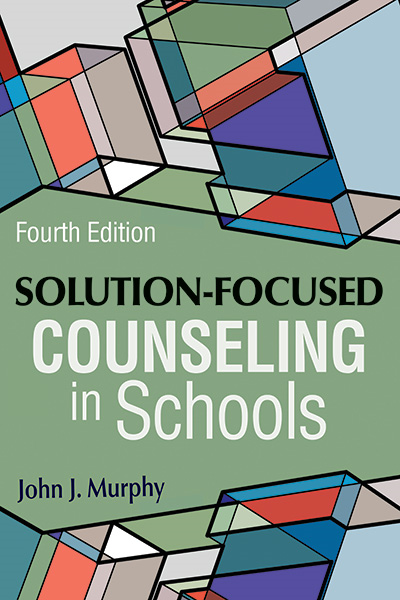 Fourth Edition
SOLUTION-FOCUSED
COUNSELING
in Schools
John J. Murphy